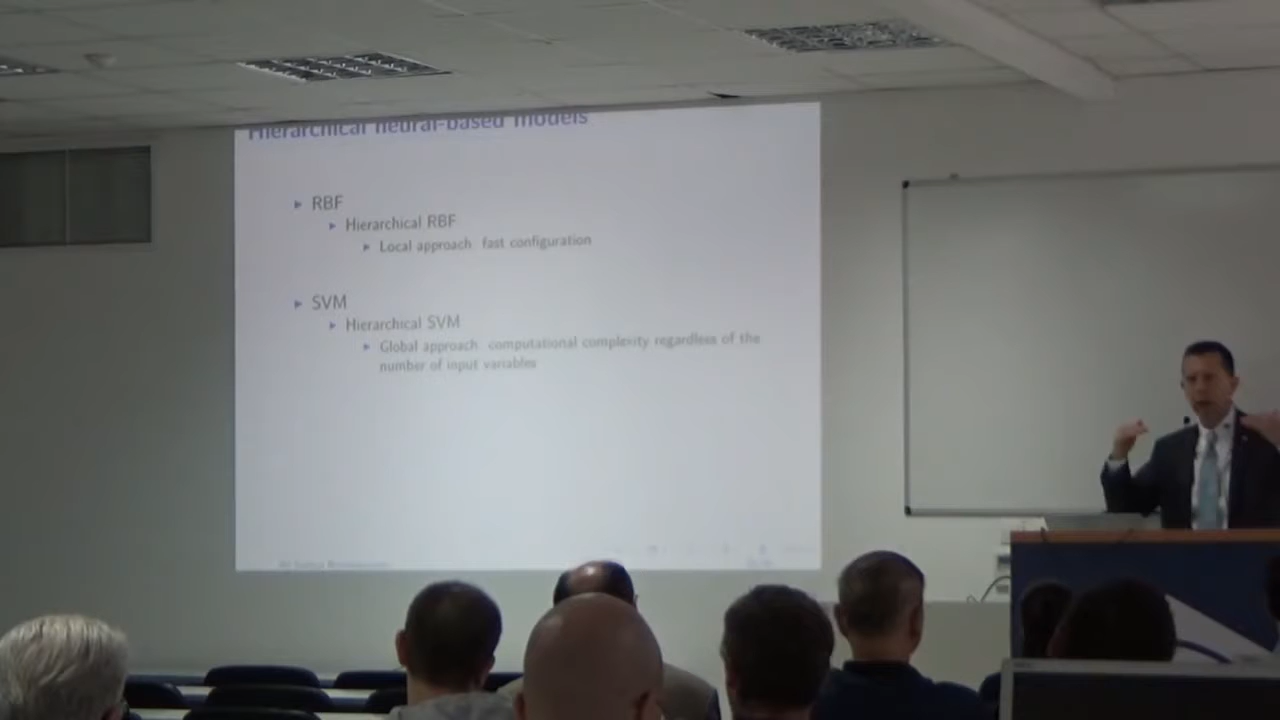 Hierarchical neural-based models
RBF
Hierarchical RBF
Local approach fast configuration
SVM
Hierarchical SVM
Global approach computational complexity regardless of the
number of input variables